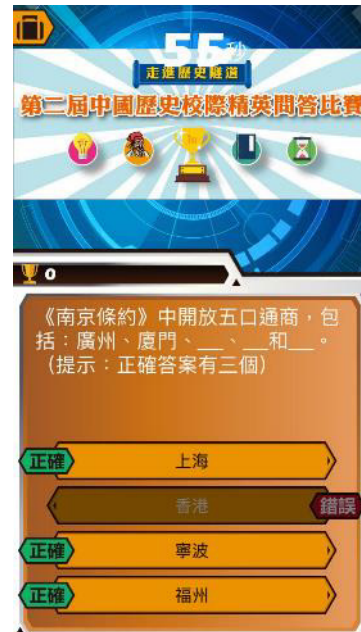 55秒
走進歷史隧道
第二屆中國歷史校際精英問答比賽
0
《南京條約》中開放五口通商，包
括：廣州、廈門、__、__和__。
（提示：正確答案有三個）
正確 上海
香港 錯誤
正確 寧波
正確 福州